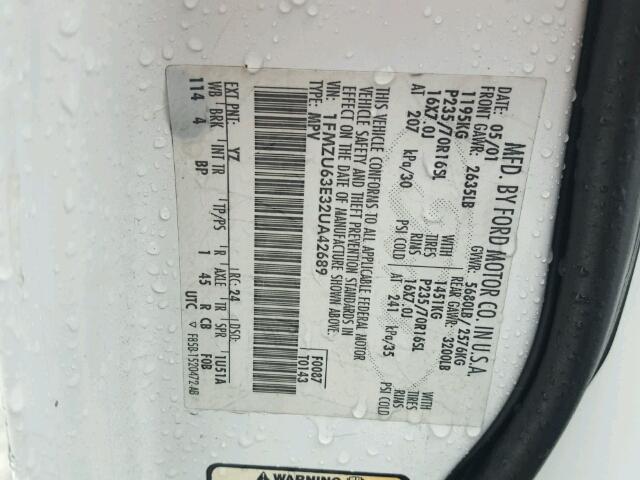 MFD. BY FORD MOTOR CO. IN U.S.A.
DATE: 05/01 GVWR: 5680LB/2576KG
FRONT GAWR: 2635LB REAR GAWR: 3200LB
1195KG WITH 1451KG WITH
P235/70R16SL TIRES P235/70R16SL TIRES
16X7.0J RIMS 16X7.0J RIMS
AT 207 kPa/30 PSI COLD AT 241 kPa/35 PSI COLD
THIS VEHICLE CONFORMS TO ALL APPLICABLE FEDERAL MOTOR
VEHICLE SAFETY AND THEFT PREVENTION STANDARDS IN
EFFECT ON THE DATE OF MANUFACTURE SHOWN ABOVE.
VIN: 1FMZU63E32UA42689 F0087
TYPE: MPV T0143
EXT PNT: YZ RC: 24 DSO:
WB BRK INT TR TP/PS R AXLE TR SPR 1U51A
114 4 BP 1 45 R CB FOB
UTC
F85B-15204/72-AB
WARNING